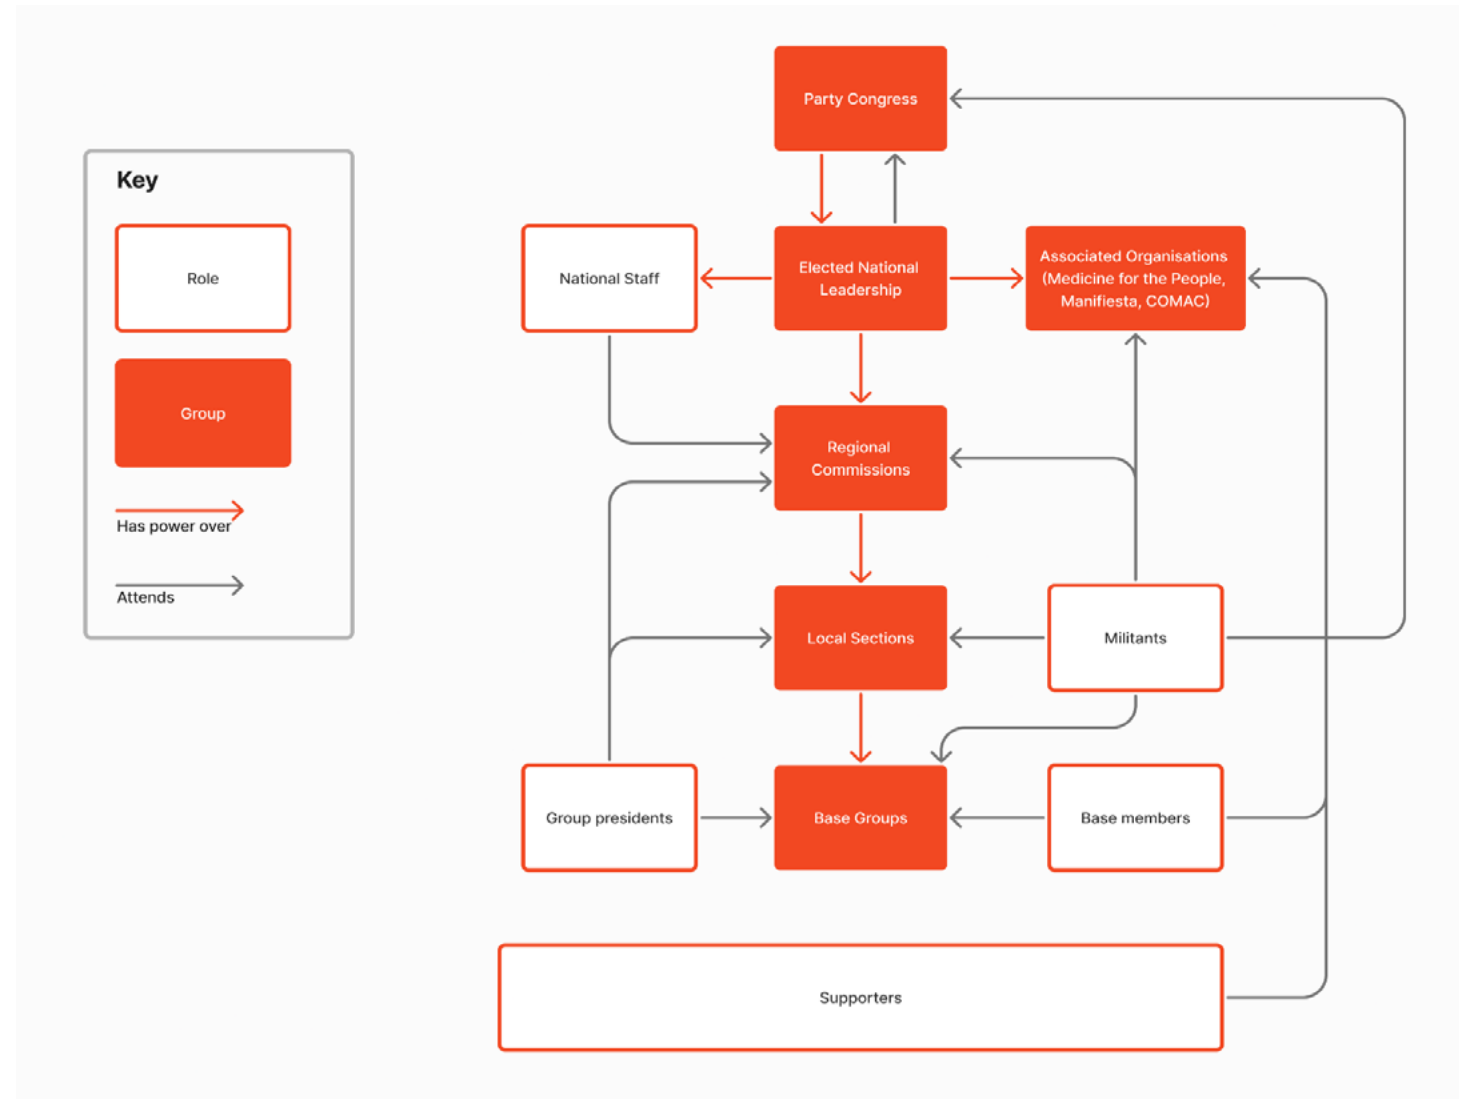 Key
Role
Group
Has power over
Attends
Party Congress
National Staff
Elected National
Leadership
Associated Organisations
(Medicine for the People,
Manifiesta, COMAC)
Regional
Commissions
Local Sections
Militants
Group presidents
Base Groups
Base members
Supporters